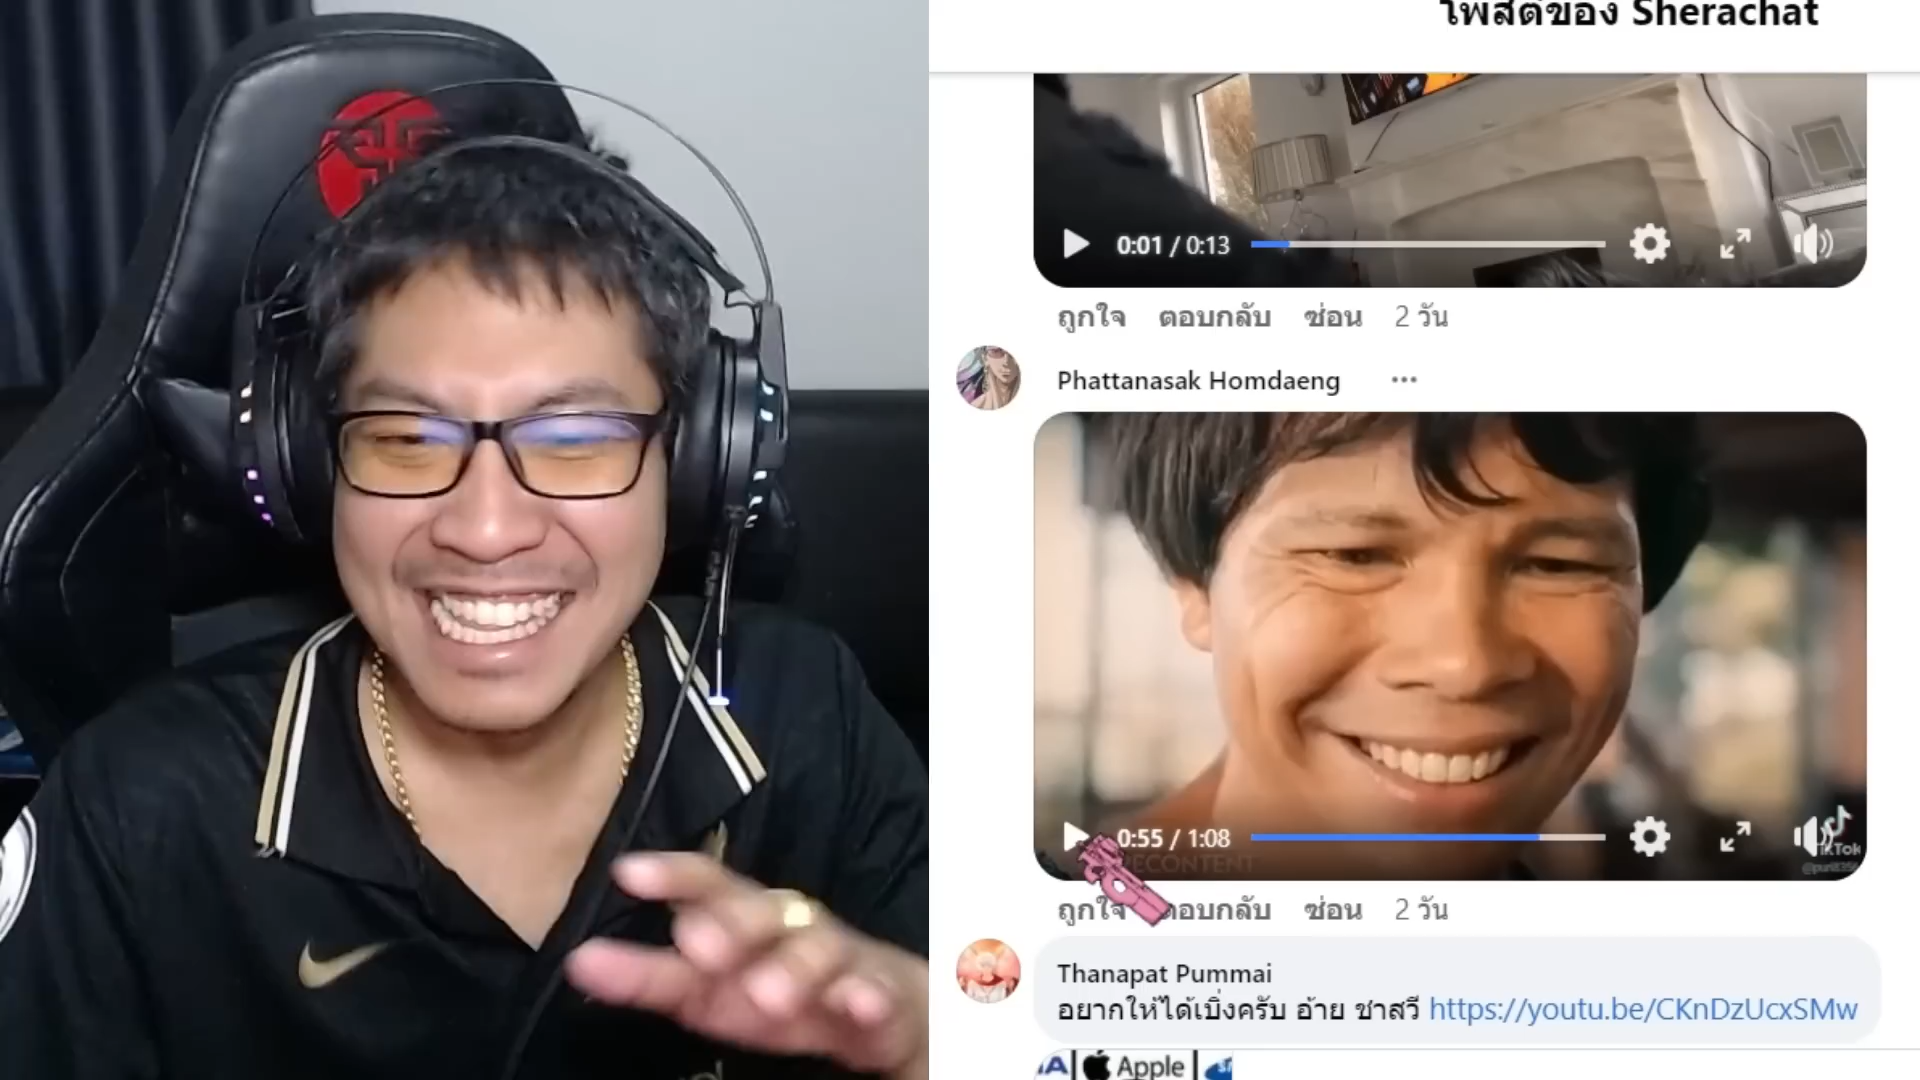 โพสต์ของ Sherachat
0:01 / 0:13
ถูกใจ ตอบกลับ ซ่อน 2 วัน
Phattanasak Homdaeng
0:55 / 1:08
TikTok
ถูกใจ ตอบกลับ ซ่อน 2 วัน
Thanapat Pummai
อยากให้ได้เบิ่งครับ อ้าย ชาสวี https://youtu.be/CKnDzUcxSMw
Apple